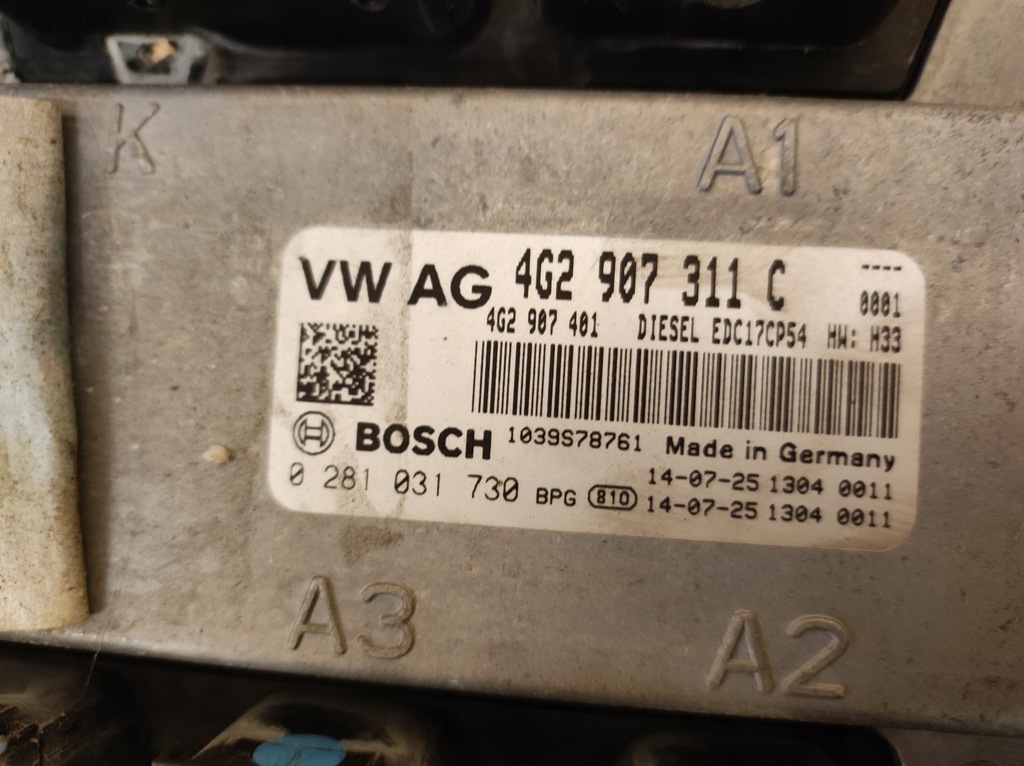 K
A1
VW AG 4G2 907 311 C ----
0001
4G2 907 401 DIESEL EDC17CP54 HW: H33
BOSCH 1039S78761 Made in Germany
0 281 031 730 BPG 810 14-07-25 1304 0011
14-07-25 1304 0011
A3
A2